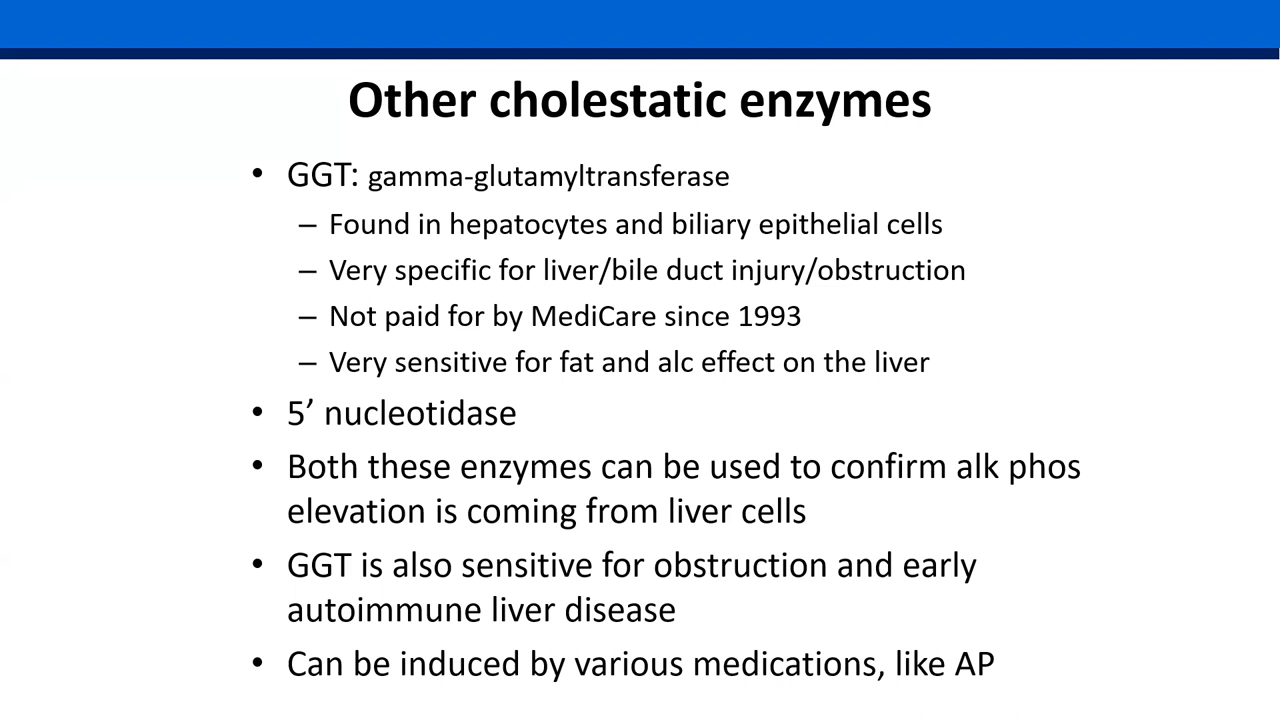 Other cholestatic enzymes
• GGT: gamma-glutamyltransferase
– Found in hepatocytes and biliary epithelial cells
– Very specific for liver/bile duct injury/obstruction
– Not paid for by MediCare since 1993
– Very sensitive for fat and alc effect on the liver
• 5’ nucleotidase
• Both these enzymes can be used to confirm alk phos
elevation is coming from liver cells
• GGT is also sensitive for obstruction and early
autoimmune liver disease
• Can be induced by various medications, like AP